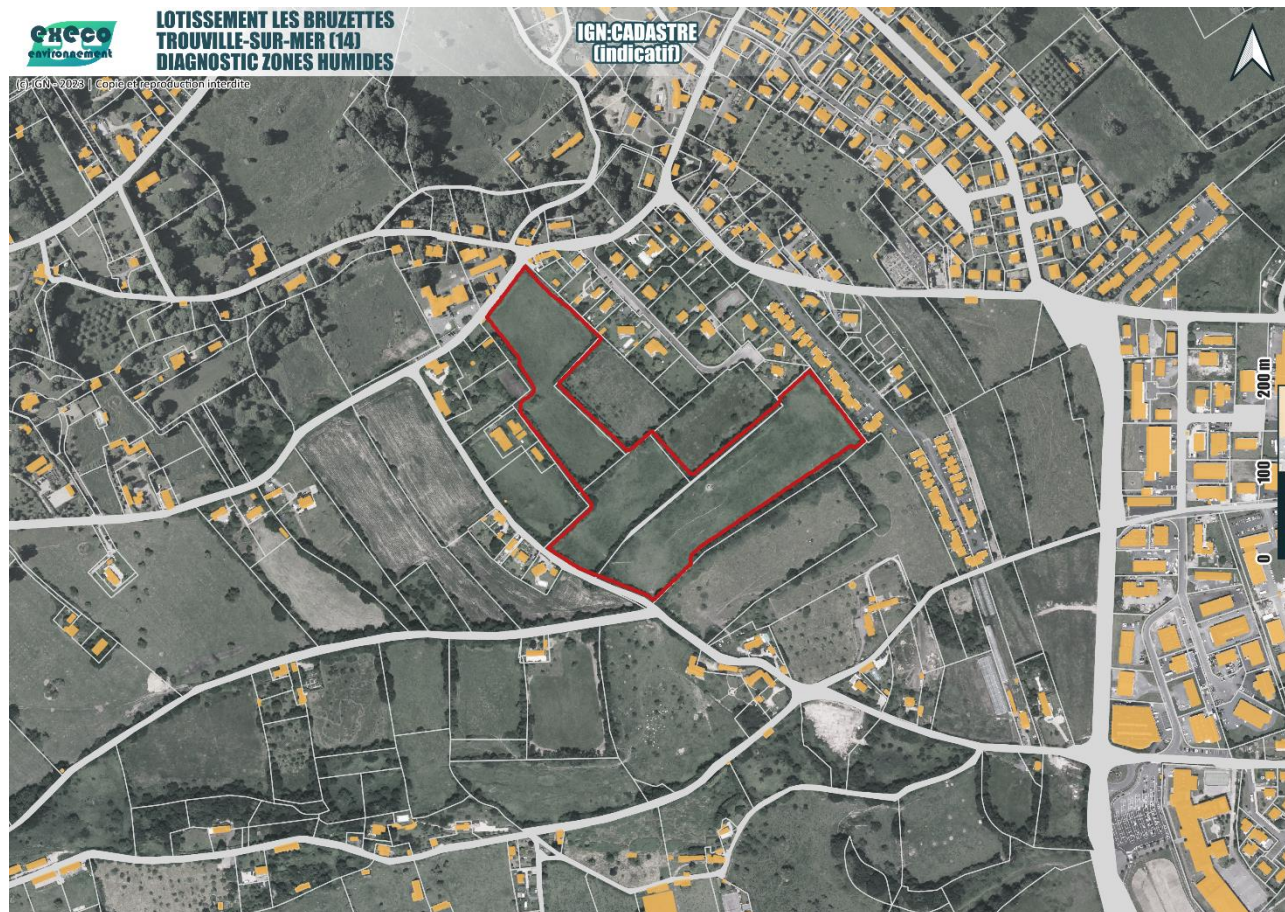 execo
environnement
LOTISSEMENT LES BRUZETTES
TROUVILLE-SUR-MER (14)
DIAGNOSTIC ZONES HUMIDES
IGN:CADASTRE
(indicatif)
(c) IGN - 2023 | Copie et reproduction interdite
200 m
100
0